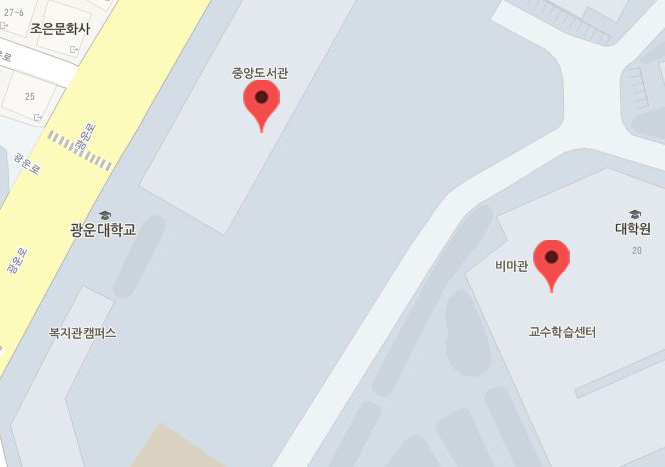 27-6
조은문화사
로
25
중앙도서관
광운로
광운로
광운대학교
대학원
20
광운로
비마관
복지관캠퍼스
교수학습센터